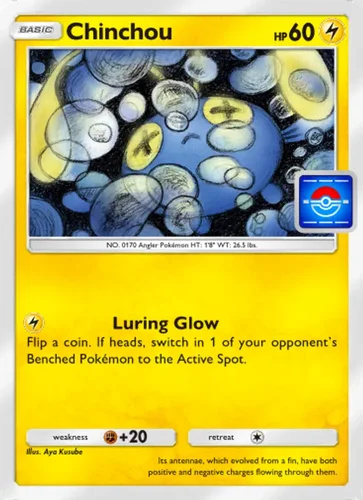 BASIC Chinchou HP 60
NO. 0170 Angler Pokémon HT: 1'8" WT: 26.5 lbs.
Luring Glow
Flip a coin. If heads, switch in 1 of your opponent's
Benched Pokémon to the Active Spot.
weakness +20 retreat
Illus. Aya Kusube
Its antennae, which evolved from a fin, have both
positive and negative charges flowing through them.